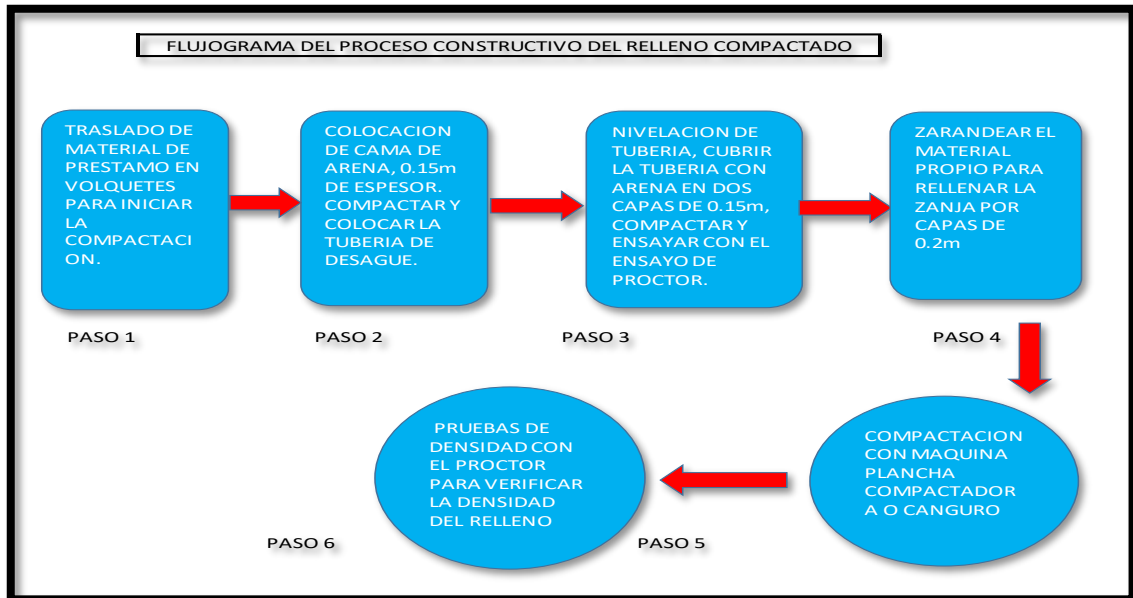 FLUJOGRAMA DEL PROCESO CONSTRUCTIVO DEL RELLENO COMPACTADO
TRASLADO DE
MATERIAL DE
PRESTAMO EN
VOLQUETES
PARA INICIAR
LA
COMPACTACI
ON.
PASO 1
COLOCACION
DE CAMA DE
ARENA, 0.15m
DE ESPESOR.
COMPACTAR Y
COLOCAR LA
TUBERIA DE
DESAGUE.
PASO 2
NIVELACION DE
TUBERIA, CUBRIR
LA TUBERIA CON
ARENA EN DOS
CAPAS DE 0.15m,
COMPACTAR Y
ENSAYAR CON EL
ENSAYO DE
PROCTOR.
PASO 3
ZARANDEAR EL
MATERIAL
PROPIO PARA
RELLENAR LA
ZANJA POR
CAPAS DE
0.2m
PASO 4
COMPACTACION
CON MAQUINA
PLANCHA
COMPACTADOR
A O CANGURO
PASO 5
PRUEBAS DE
DENSIDAD CON
EL PROCTOR
PARA VERIFICAR
LA DENSIDAD
DEL RELLENO
PASO 6